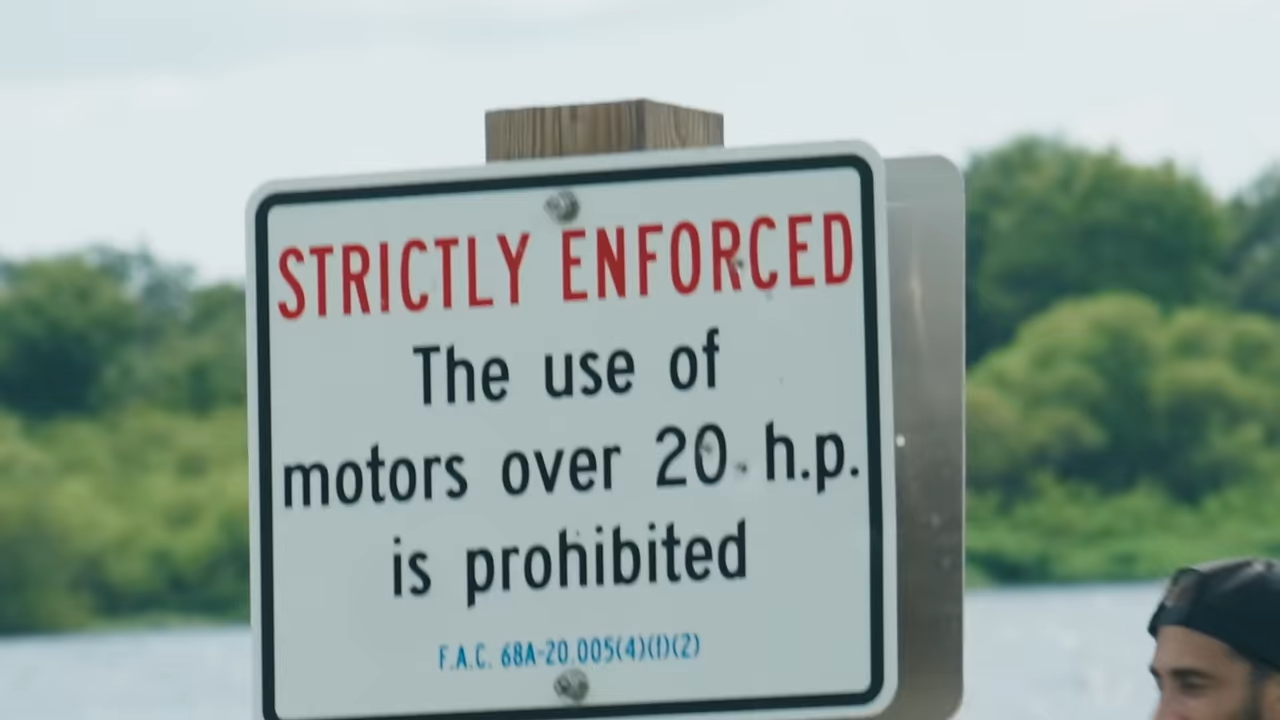 STRICTLY ENFORCED
The use of
motors over 20 h.p.
is prohibited
F.A.C. 68A-20.005(4)(f)(2)